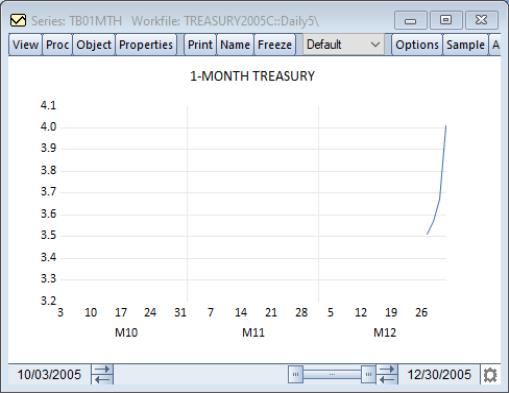 Series: TB01MTH Workfile: TREASURY2005C::Daily5\
View Proc Object Properties Print Name Freeze Default Options Sample A
1-MONTH TREASURY
4.1
4.0
3.9
3.8
3.7
3.6
3.5
3.4
3.3
3.2
3 10 17 24 31 7 14 21 28 5 12 19 26
M10 M11 M12
10/03/2005 12/30/2005